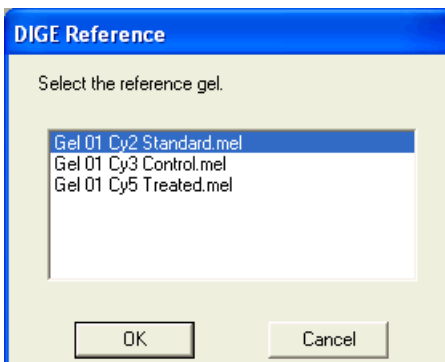 DIGE Reference
Select the reference gel.
Gel 01 Cy2 Standard.mel
Gel 01 Cy3 Control.mel
Gel 01 Cy5 Treated.mel
OK Cancel